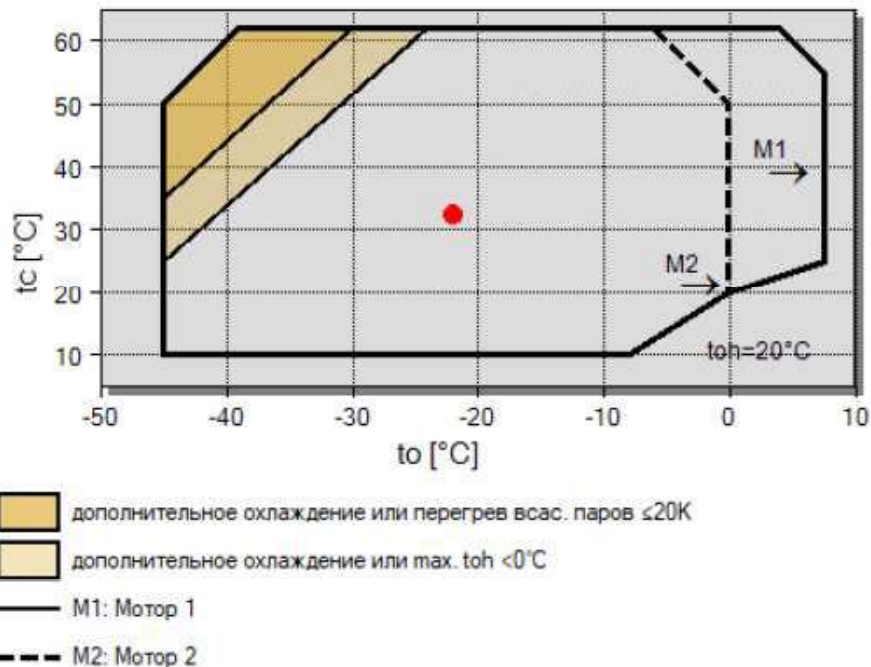 60
50
40
30
20
10
tc [°C]
M1
M2
toh=20°C
-50 -40 -30 -20 -10 0 10
to [°C]
дополнительное охлаждение или перегрев всас. паров ≤20K
дополнительное охлаждение или max. toh <0°C
M1: Мотор 1
M2: Мотор 2